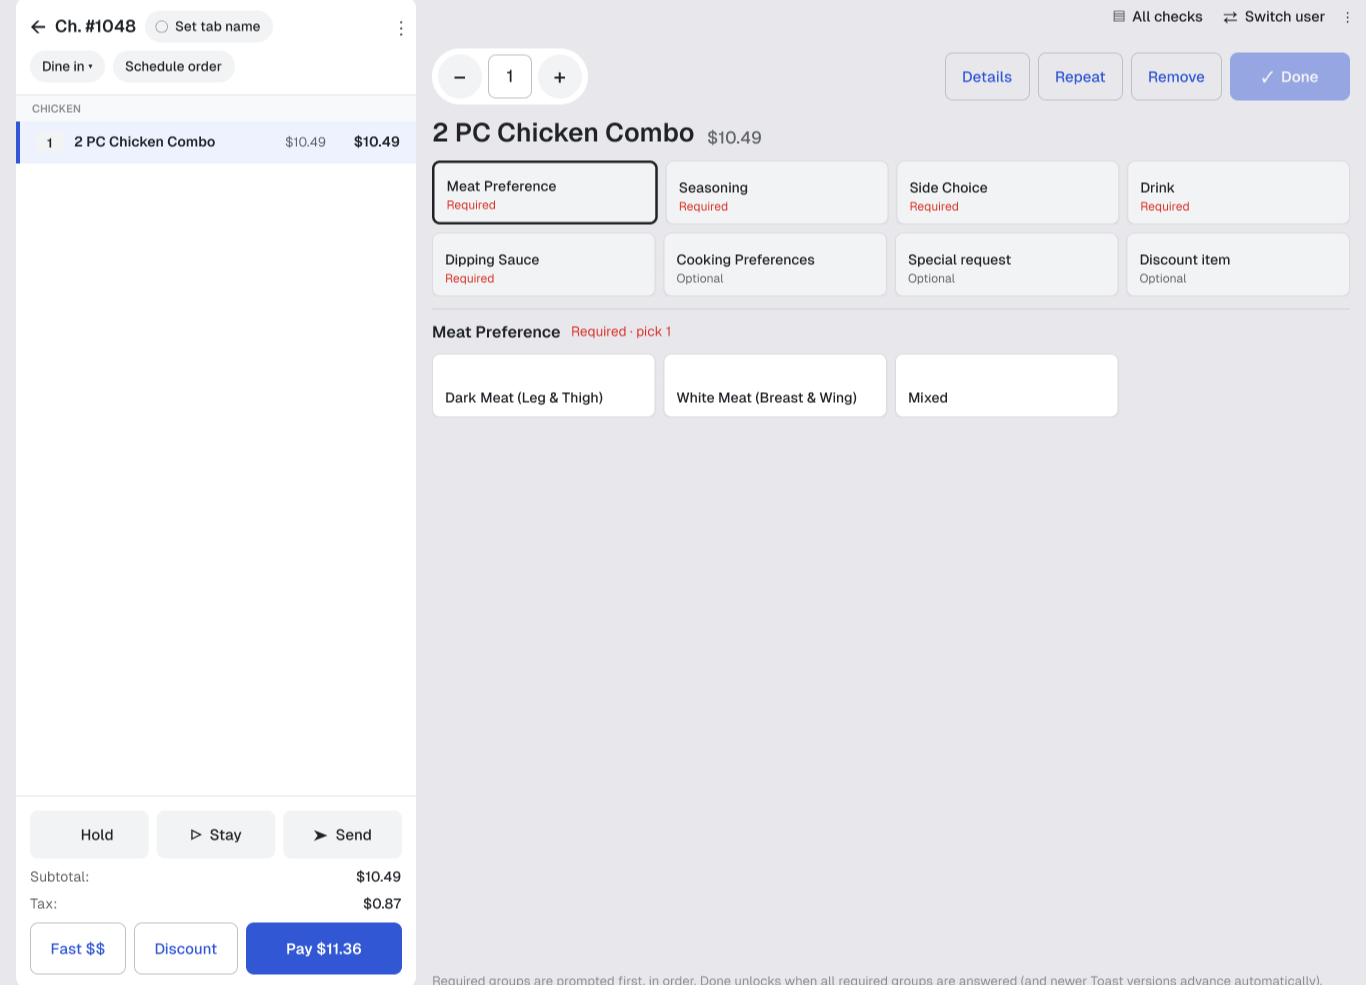 Ch. #1048
Set tab name
Dine in
Schedule order
CHICKEN
1 2 PC Chicken Combo $10.49 $10.49
Hold
Stay
Send
Subtotal: $10.49
Tax: $0.87
Fast $$
Discount
Pay $11.36
All checks
Switch user
− 1 +
Details
Repeat
Remove
✓ Done
2 PC Chicken Combo $10.49
Meat Preference
Required
Seasoning
Required
Side Choice
Required
Drink
Required
Dipping Sauce
Required
Cooking Preferences
Optional
Special request
Optional
Discount item
Optional
Meat Preference Required · pick 1
Dark Meat (Leg & Thigh)
White Meat (Breast & Wing)
Mixed
Required groups are prompted first, in order. Done unlocks when all required groups are answered (and newer Toast versions advance automatically).